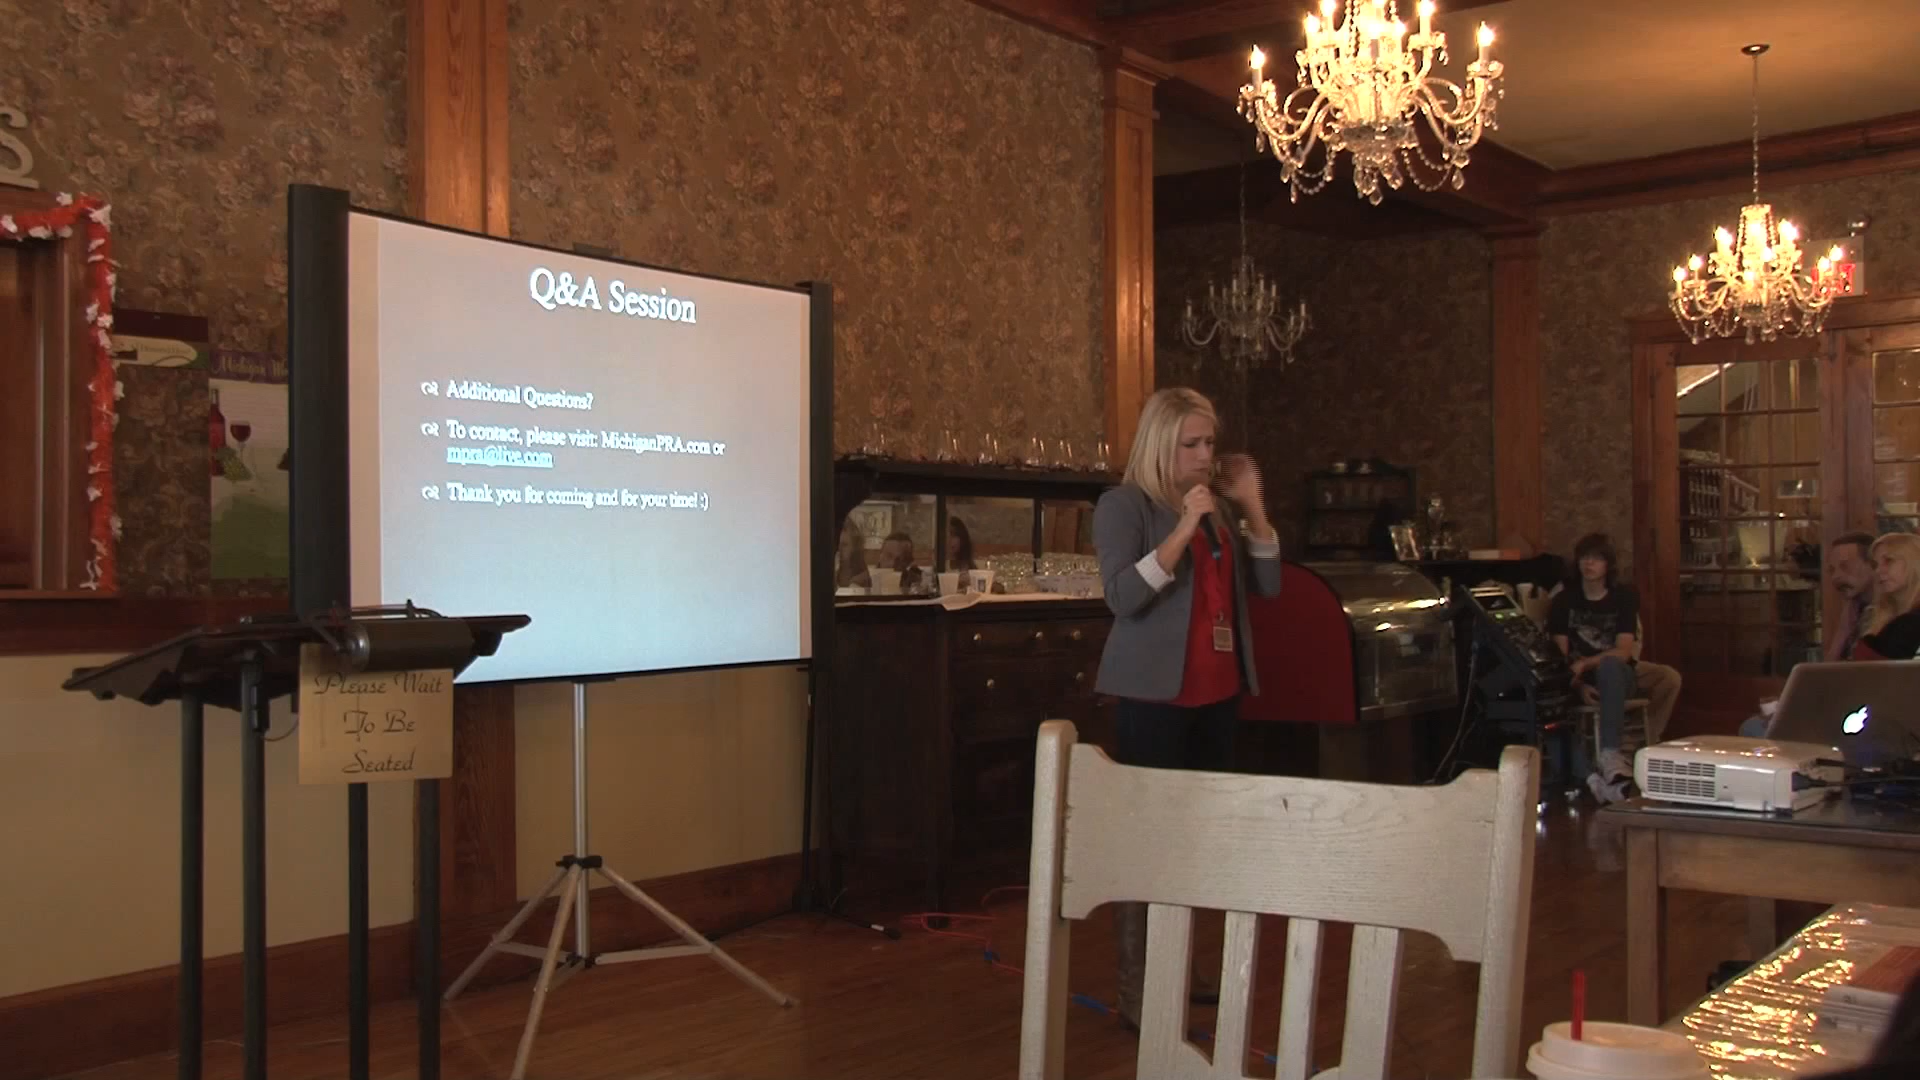 Q&A Session
Additional Questions?
To contact, please visit: MichiganPRA.com or
mpra@live.com
Thank you for coming and for your time! :)
Please Wait
To Be
Seated
Michigan